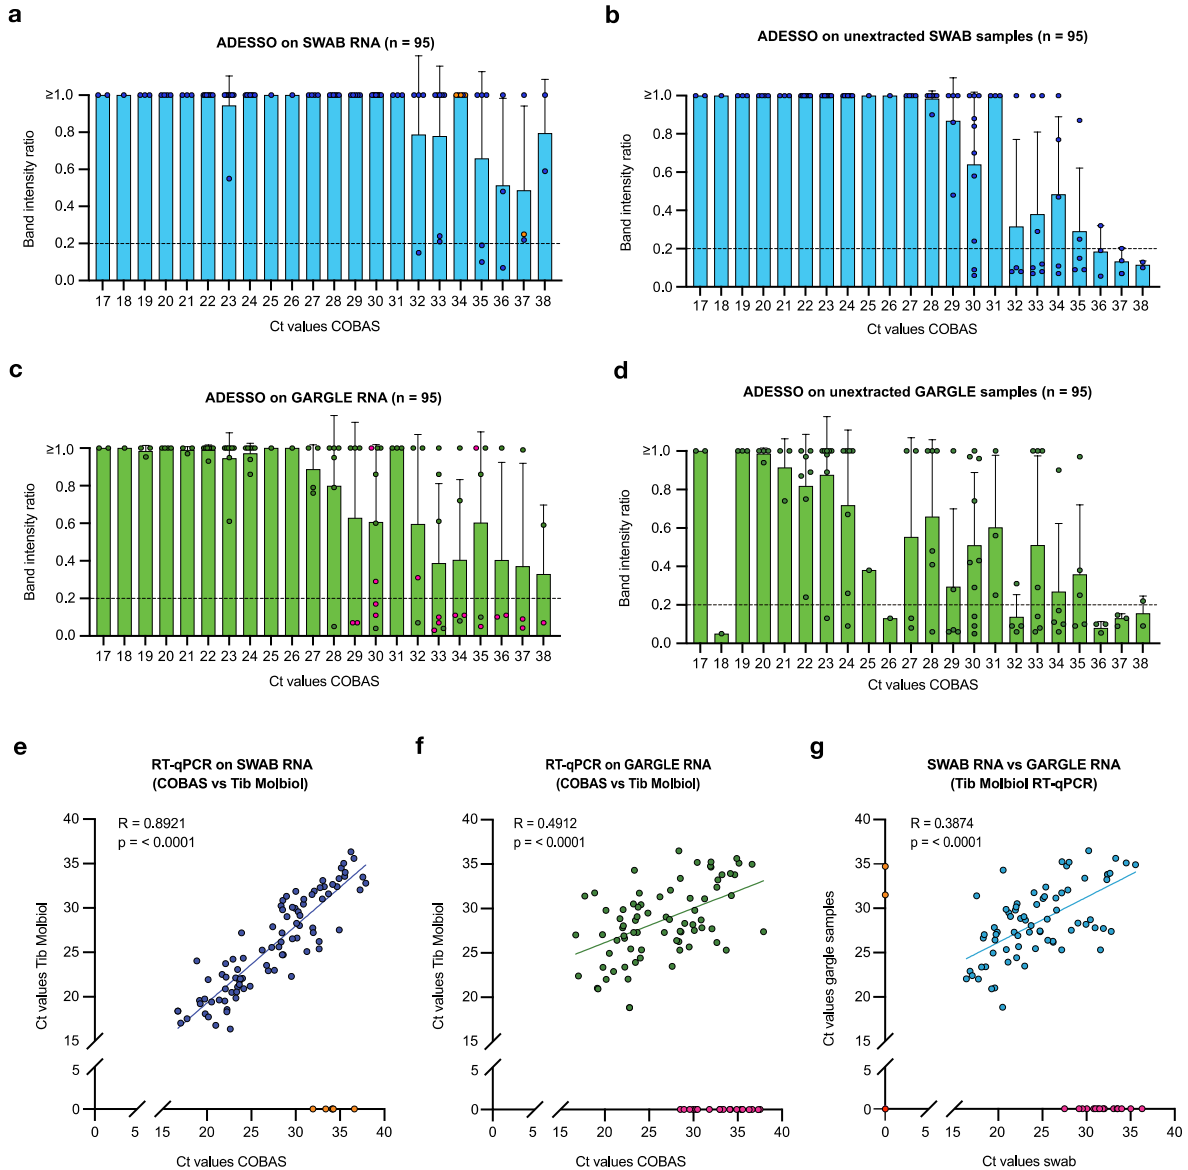 a
ADESSO on SWAB RNA (n = 95)
Band intensity ratio
≥1.0
0.8
0.6
0.4
0.2
0.0
17 18 19 20 21 22 23 24 25 26 27 28 29 30 31 32 33 34 35 36 37 38
Ct values COBAS
b
ADESSO on unextracted SWAB samples (n = 95)
Band intensity ratio
≥1.0
0.8
0.6
0.4
0.2
0.0
17 18 19 20 21 22 23 24 25 26 27 28 29 30 31 32 33 34 35 36 37 38
Ct values COBAS
c
ADESSO on GARGLE RNA (n = 95)
Band intensity ratio
≥1.0
0.8
0.6
0.4
0.2
0.0
17 18 19 20 21 22 23 24 25 26 27 28 29 30 31 32 33 34 35 36 37 38
Ct values COBAS
d
ADESSO on unextracted GARGLE samples (n = 95)
Band intensity ratio
≥1.0
0.8
0.6
0.4
0.2
0.0
17 18 19 20 21 22 23 24 25 26 27 28 29 30 31 32 33 34 35 36 37 38
Ct values COBAS
e
RT-qPCR on SWAB RNA
(COBAS vs Tib Molbiol)
R = 0.8921
p = < 0.0001
Ct values Tib Molbiol
40
35
30
25
20
15
5
0
0 5 15 20 25 30 35 40
Ct values COBAS
f
RT-qPCR on GARGLE RNA
(COBAS vs Tib Molbiol)
R = 0.4912
p = < 0.0001
Ct values Tib Molbiol
40
35
30
25
20
15
5
0
0 5 15 20 25 30 35 40
Ct values COBAS
g
SWAB RNA vs GARGLE RNA
(Tib Molbiol RT-qPCR)
R = 0.3874
p = < 0.0001
Ct values gargle samples
40
35
30
25
20
15
5
0
0 5 15 20 25 30 35 40
Ct values swab